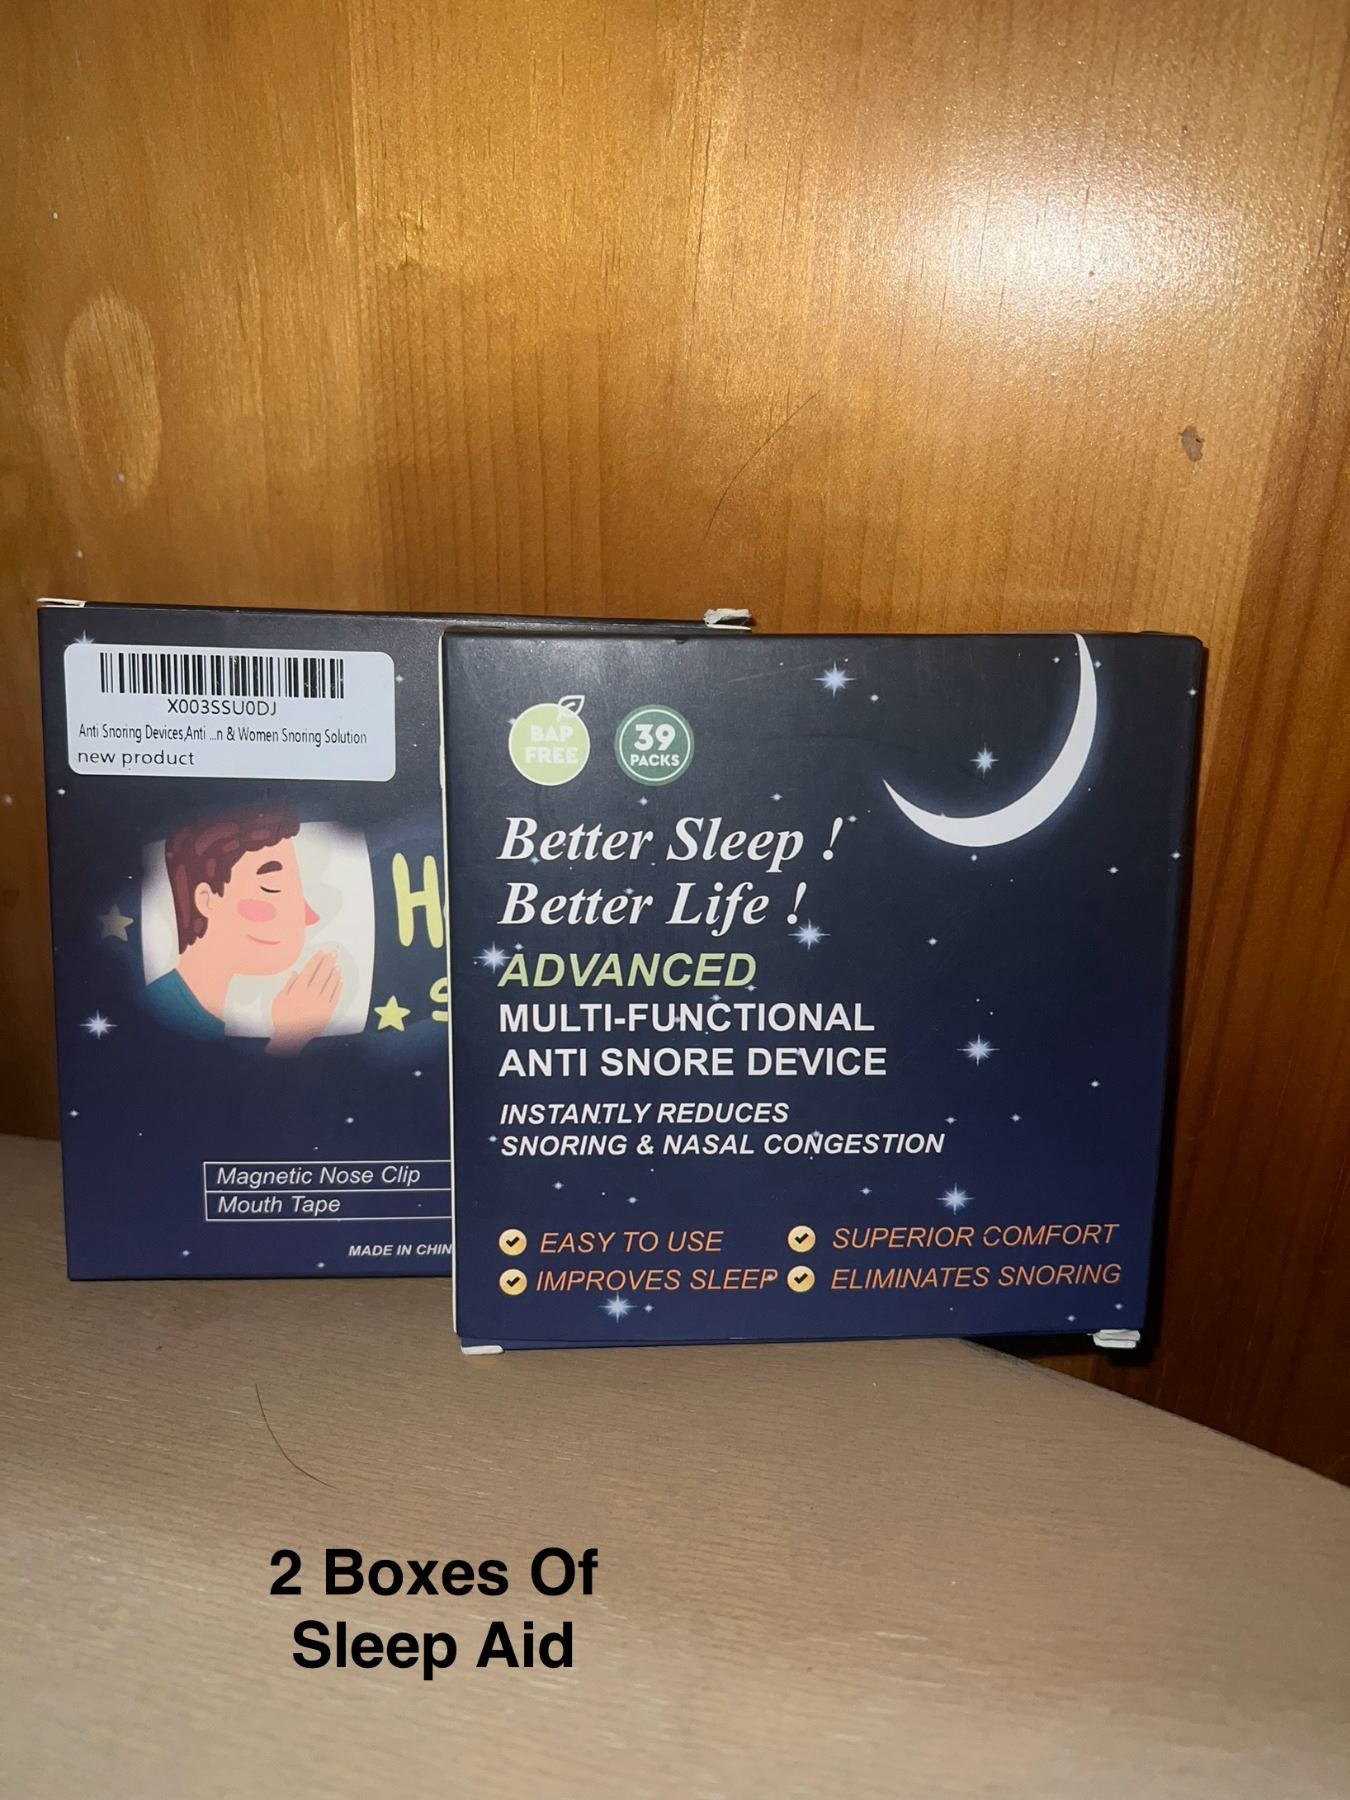 X003SSU0DJ
Anti Snoring Devices,Anti ...n & Women Snoring Solution
new product
Magnetic Nose Clip
Mouth Tape
MADE IN
BAP
FREE
39
PACKS
Better Sleep !
Better Life !
ADVANCED
MULTI-FUNCTIONAL
ANTI SNORE DEVICE
INSTANTLY REDUCES
SNORING & NASAL CONGESTION
EASY TO USE
SUPERIOR COMFORT
IMPROVES SLEEP
ELIMINATES SNORING
2 Boxes Of
Sleep Aid